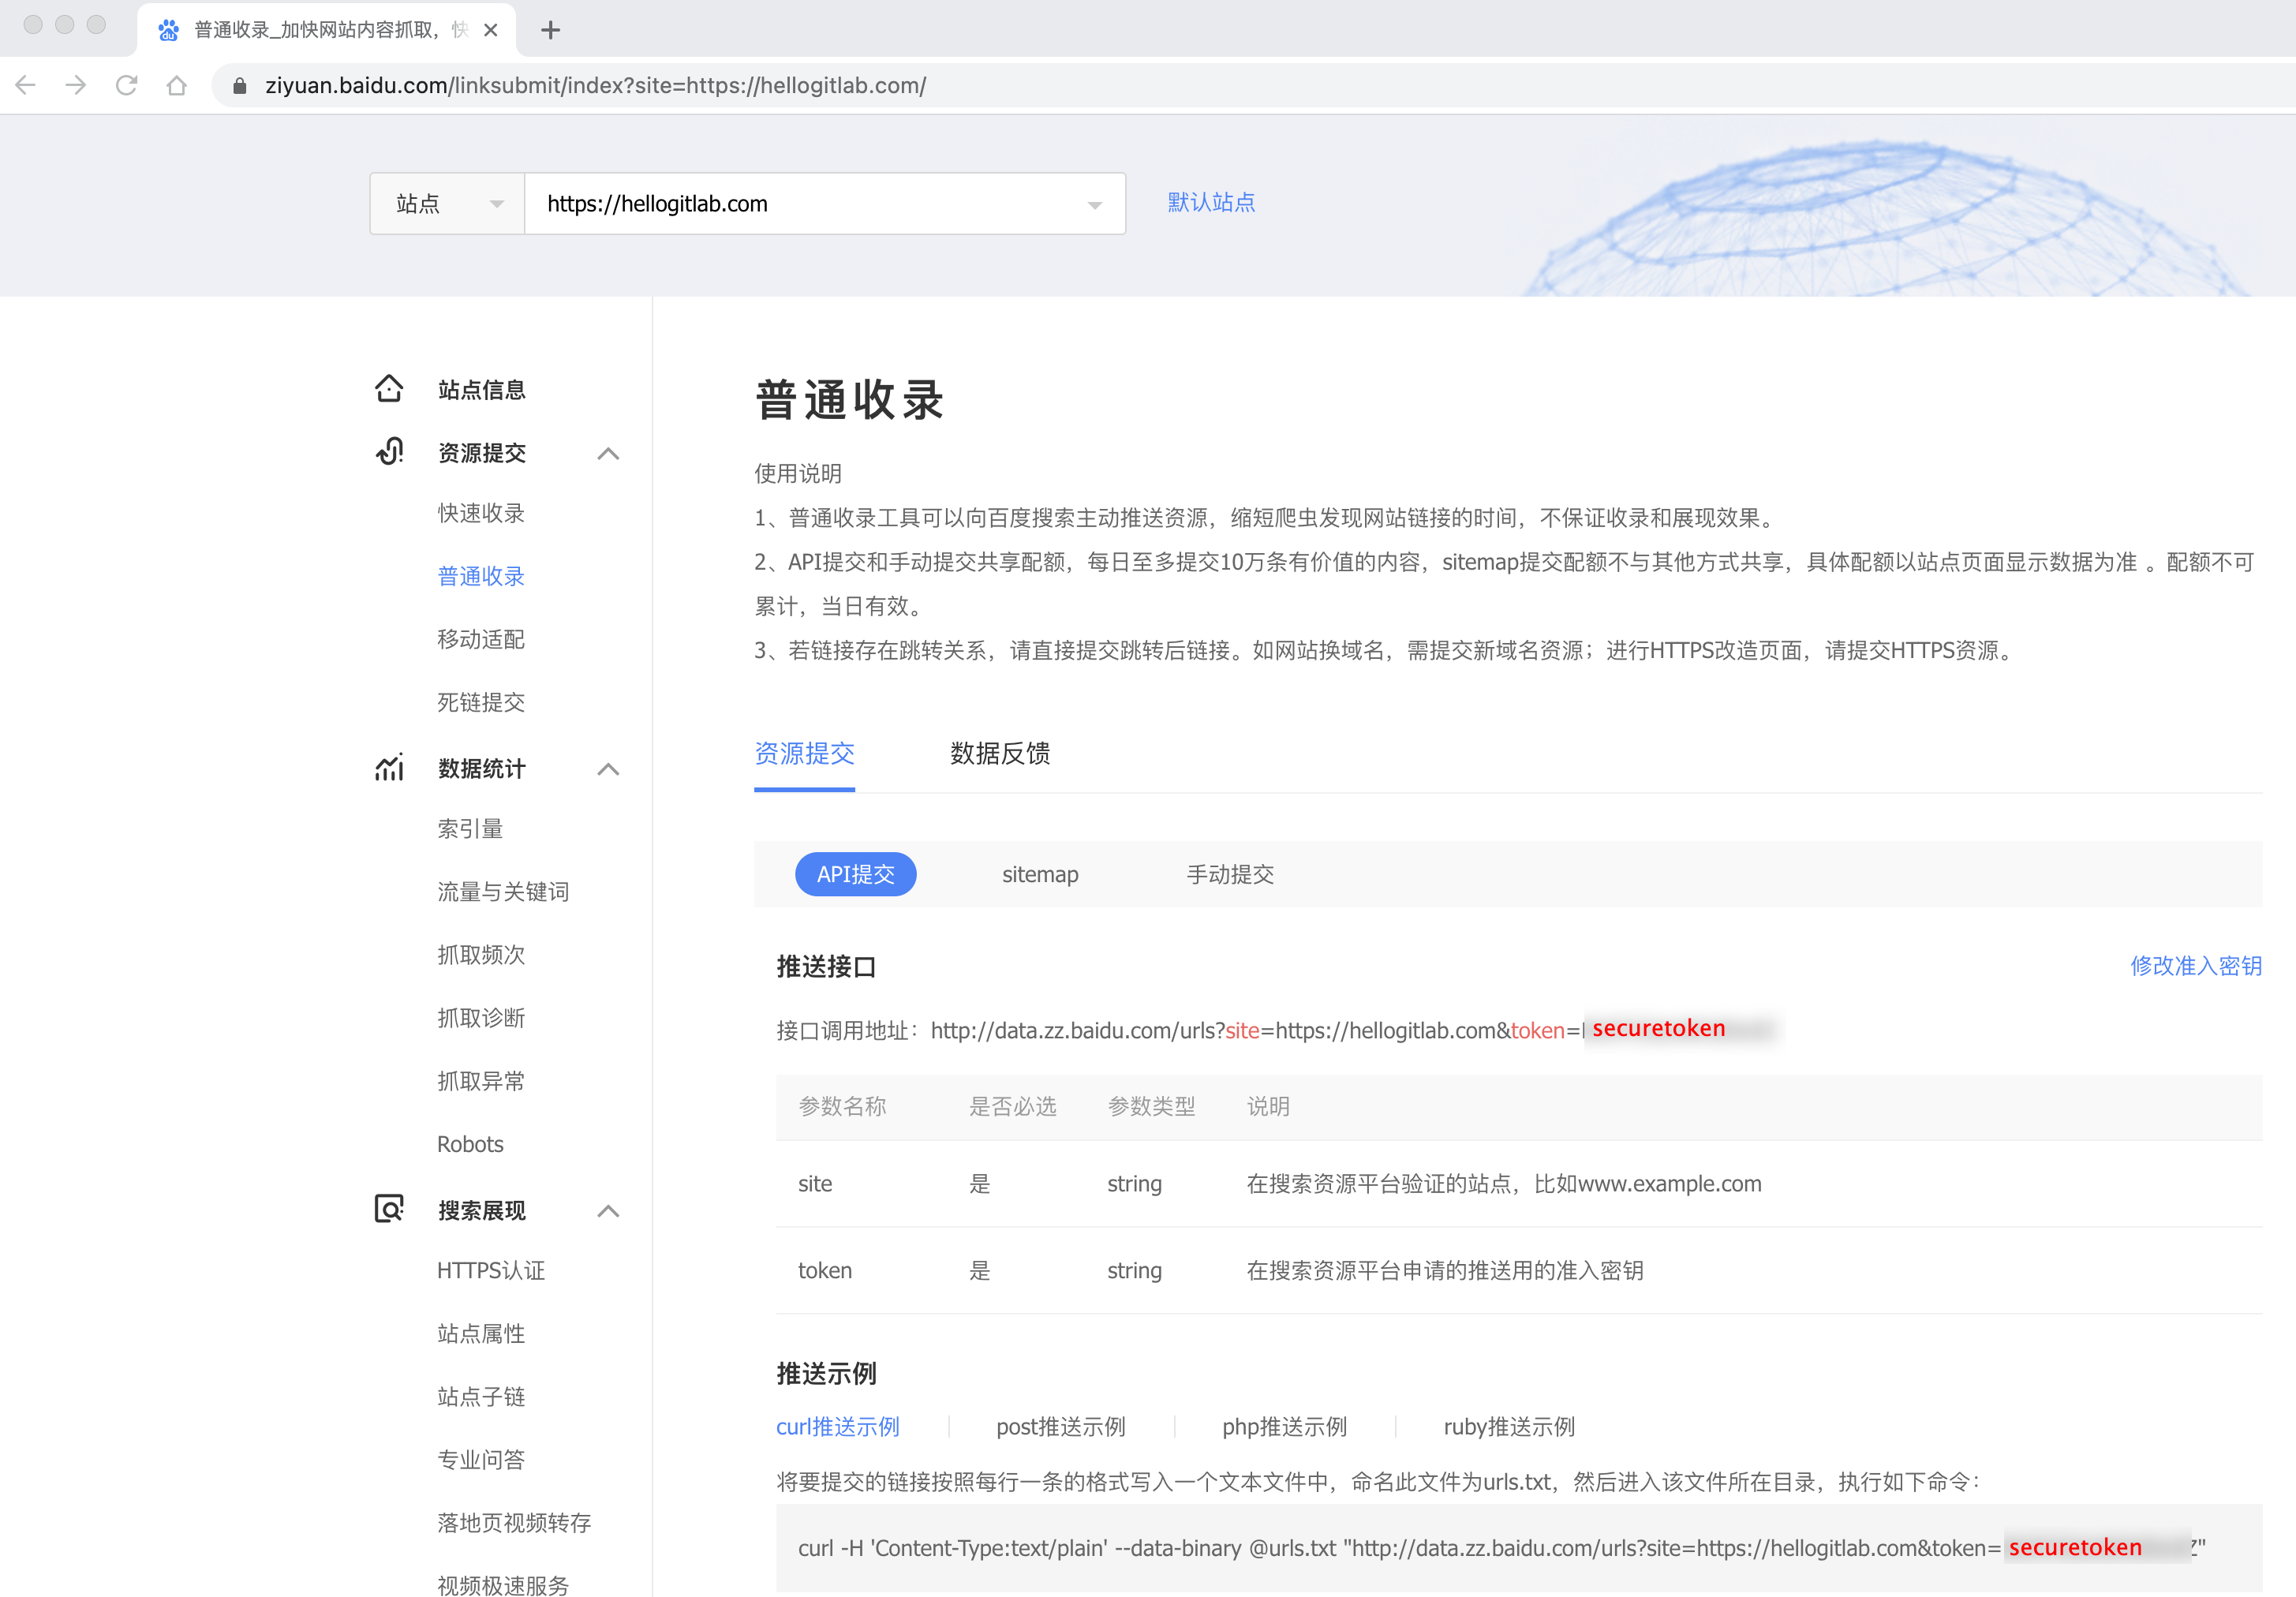 普通收录_加快网站内容抓取，快
ziyuan.baidu.com/linksubmit/index?site=https://hellogitlab.com/
站点
https://hellogitlab.com
默认站点
站点信息
资源提交
快速收录
普通收录
移动适配
死链提交
数据统计
索引量
流量与关键词
抓取频次
抓取诊断
抓取异常
Robots
搜索展现
HTTPS认证
站点属性
站点子链
专业问答
落地页视频转存
视频极速服务
普通收录
使用说明
1、普通收录工具可以向百度搜索主动推送资源，缩短爬虫发现网站链接的时间，不保证收录和展现效果。
2、API提交和手动提交共享配额，每日至多提交10万条有价值的内容，sitemap提交配额不与其他方式共享，具体配额以站点页面显示数据为准 。配额不可
累计，当日有效。
3、若链接存在跳转关系，请直接提交跳转后链接。如网站换域名，需提交新域名资源；进行HTTPS改造页面，请提交HTTPS资源。
资源提交 数据反馈
API提交 sitemap 手动提交
推送接口 修改准入密钥
接口调用地址：http://data.zz.baidu.com/urls?site=https://hellogitlab.com&token= securetoken
参数名称 是否必选 参数类型 说明
site 是 string 在搜索资源平台验证的站点，比如www.example.com
token 是 string 在搜索资源平台申请的推送用的准入密钥
推送示例
curl推送示例 post推送示例 php推送示例 ruby推送示例
将要提交的链接按照每行一条的格式写入一个文本文件中，命名此文件为urls.txt，然后进入该文件所在目录，执行如下命令：
curl -H 'Content-Type:text/plain' --data-binary @urls.txt "http://data.zz.baidu.com/urls?site=https://hellogitlab.com&token= securetoken Z"